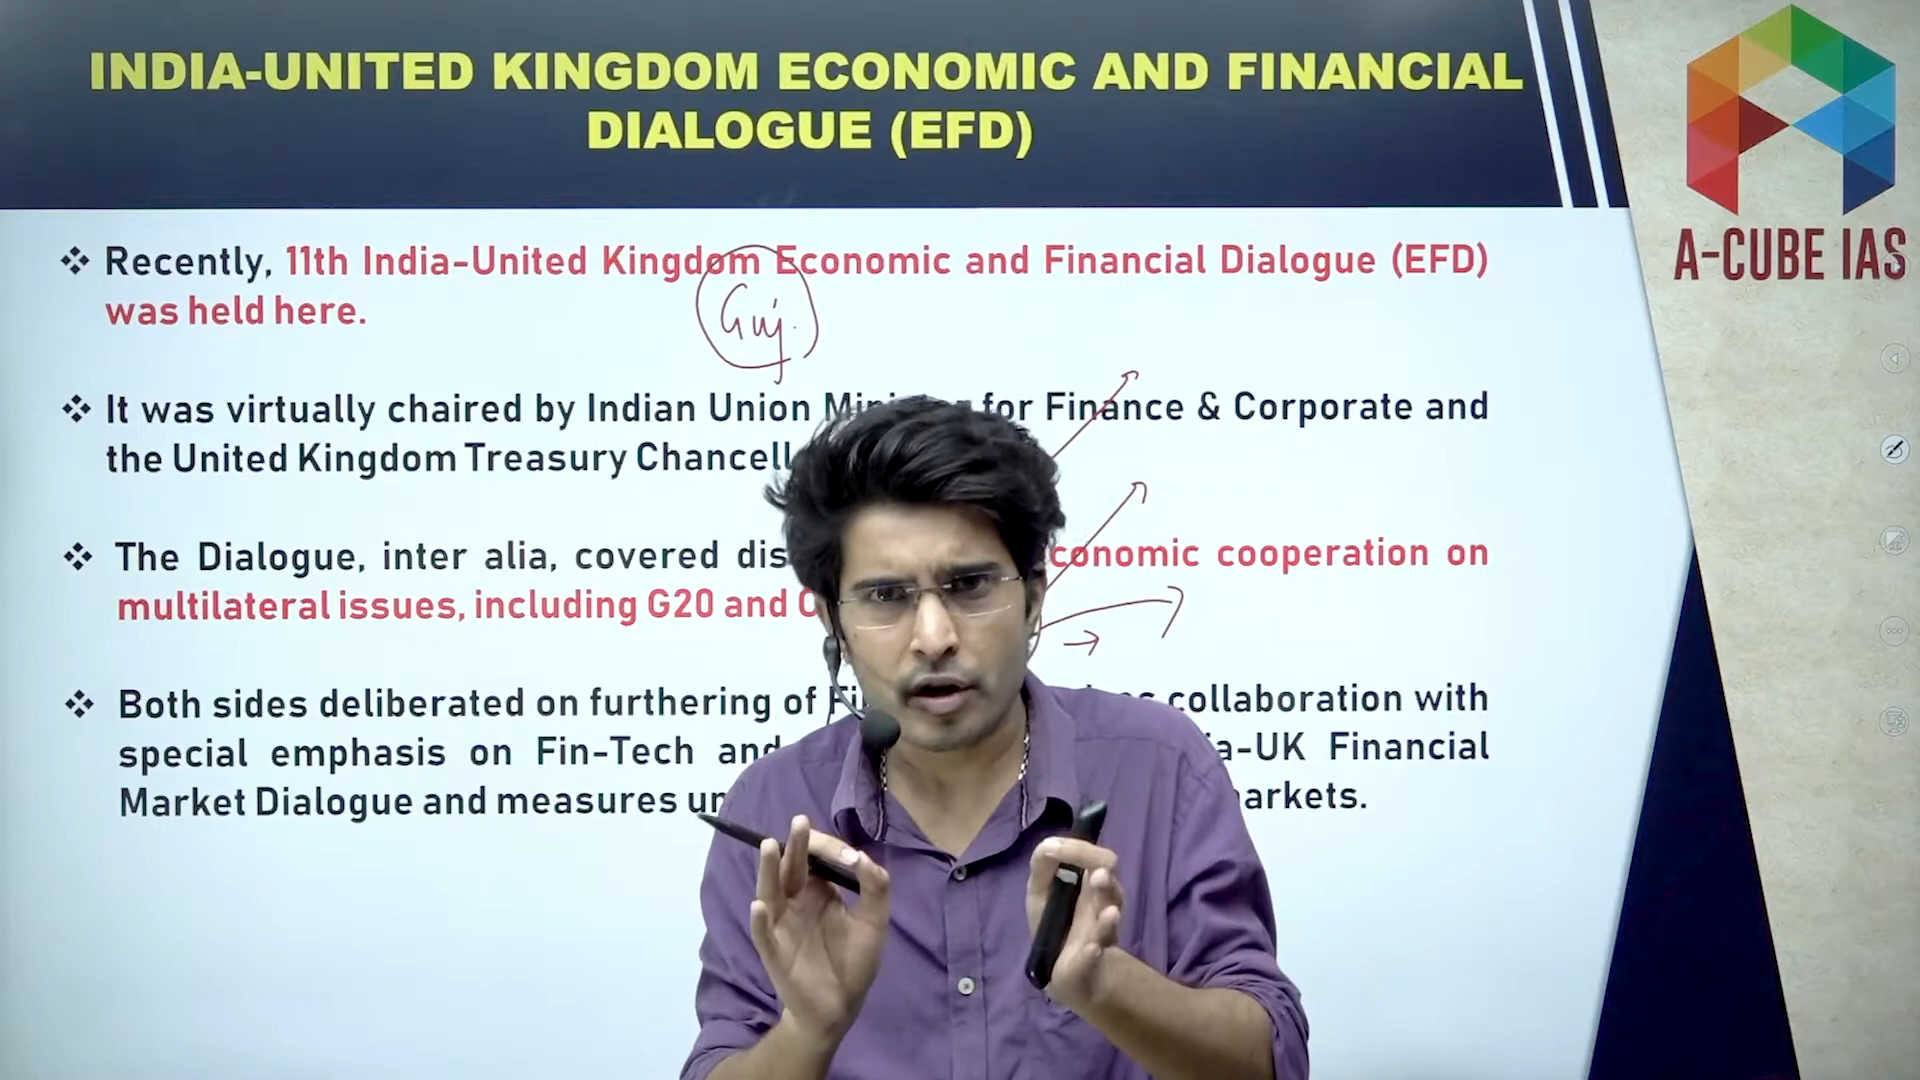 INDIA-UNITED KINGDOM ECONOMIC AND FINANCIAL
DIALOGUE (EFD)
A-CUBE IAS
❖ Recently, 11th India-United Kingdom Economic and Financial Dialogue (EFD)
was held here.
Guj.
❖ It was virtually chaired by Indian Union for Finance & Corporate and
the United Kingdom Treasury
❖ The Dialogue, inter alia, covered cooperation on
multilateral issues, including G20 and
❖ Both sides deliberated on furthering of collaboration with
special emphasis on Fin-Tech and Financial
Market Dialogue and measures